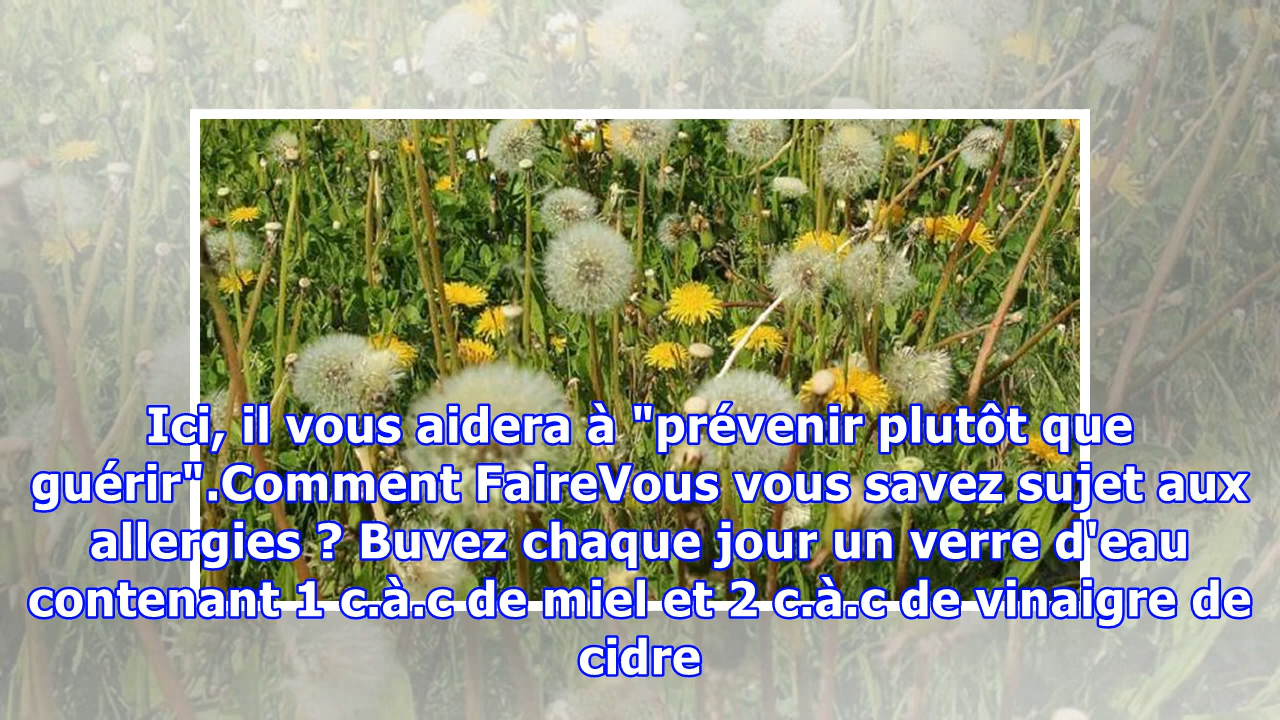 Ici, il vous aidera à "prévenir plutôt que
guérir".Comment FaireVous vous savez sujet aux
allergies ? Buvez chaque jour un verre d'eau
contenant 1 c.à.c de miel et 2 c.à.c de vinaigre de
cidre